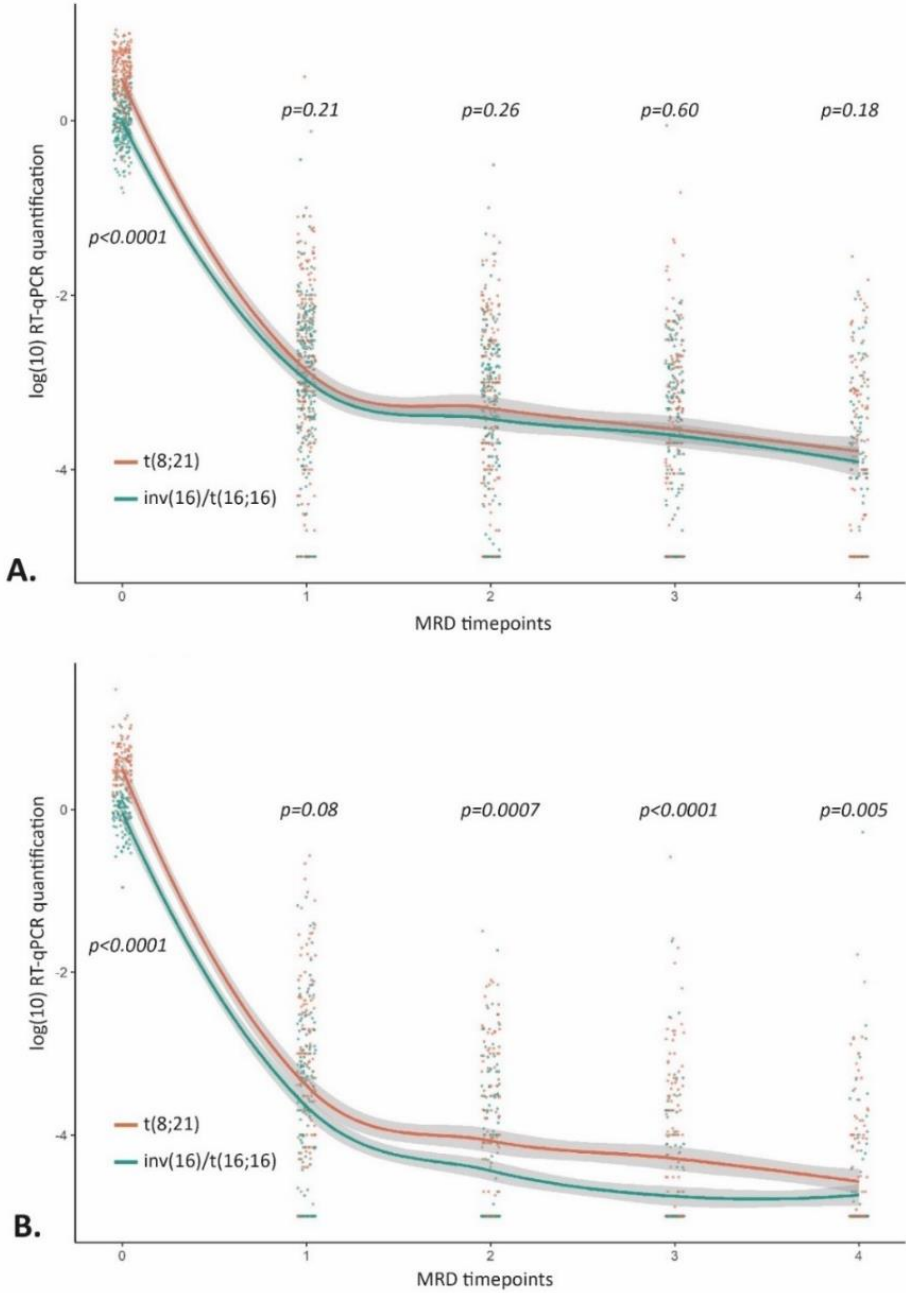 0
-2
-4
log(10) RT-qPCR quantification
p<0.0001
p=0.21
p=0.26
p=0.60
p=0.18
t(8;21)
inv(16)/t(16;16)
A.
0 1 2 3 4
MRD timepoints
0
-2
-4
log(10) RT-qPCR quantification
p<0.0001
p=0.08
p=0.0007
p<0.0001
p=0.005
t(8;21)
inv(16)/t(16;16)
B.
0 1 2 3 4
MRD timepoints